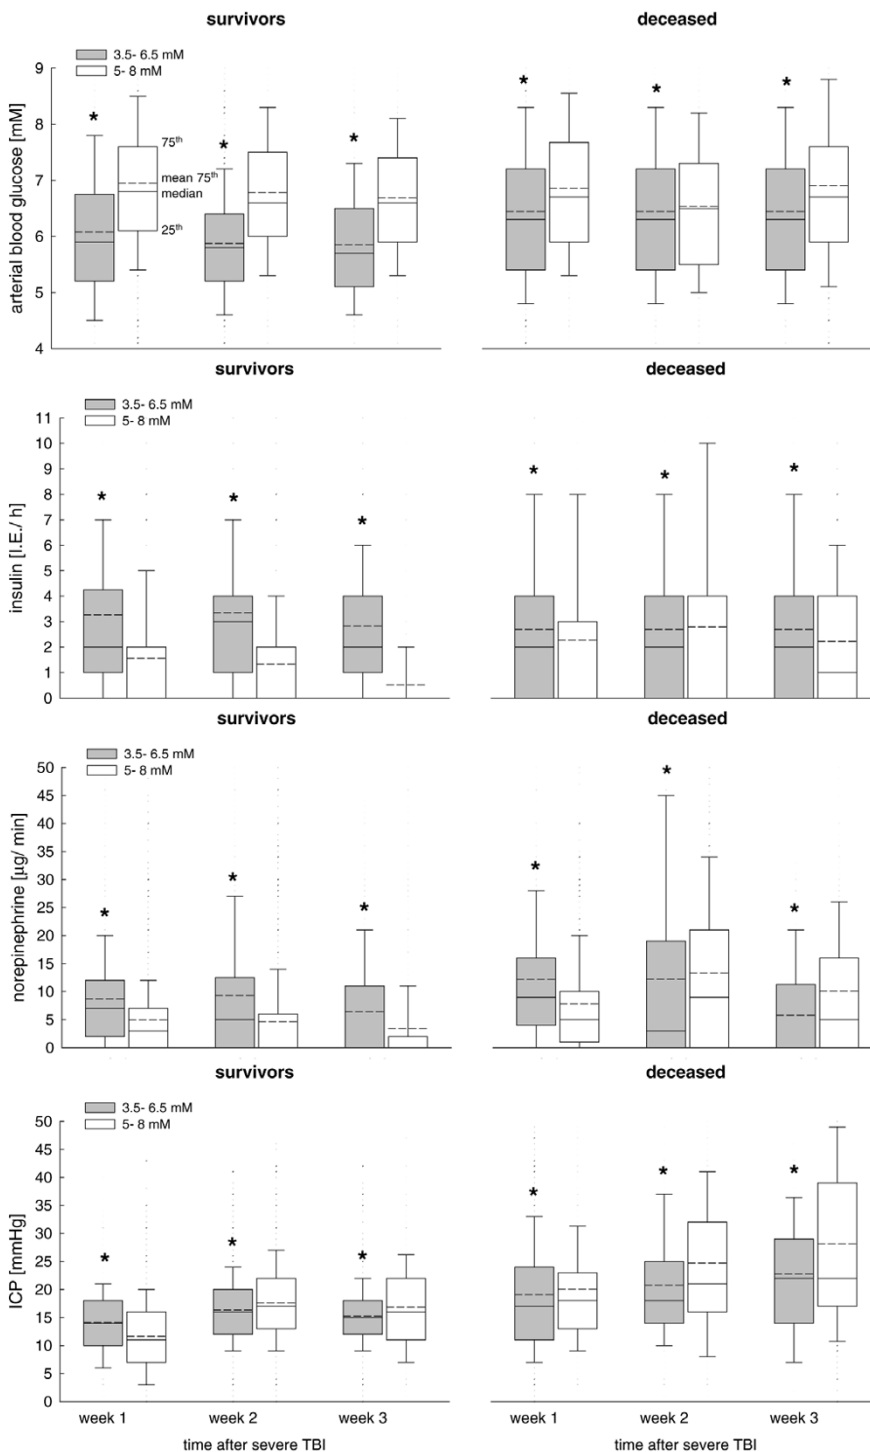 survivors
deceased
3.5- 6.5 mM
5- 8 mM
arterial blood glucose [mM]
9
8
7
6
5
4
*
*
*
*
*
*
75th
mean 75th
median
25th
survivors
deceased
3.5- 6.5 mM
5- 8 mM
insulin [I.E./ h]
11
10
9
8
7
6
5
4
3
2
1
0
*
*
*
*
*
*
survivors
deceased
3.5- 6.5 mM
5- 8 mM
norepinephrine [µg/ min]
50
45
40
35
30
25
20
15
10
5
0
*
*
*
*
*
*
survivors
deceased
3.5- 6.5 mM
5- 8 mM
ICP [mmHg]
50
45
40
35
30
25
20
15
10
5
0
*
*
*
*
*
*
week 1 week 2 week 3 week 1 week 2 week 3
time after severe TBI time after severe TBI